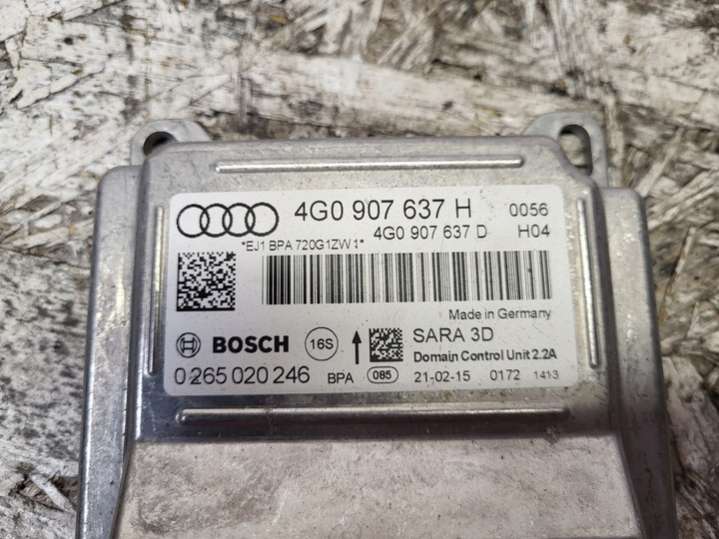 4G0 907 637 H 0056
4G0 907 637 D H04
*EJ1 BPA 720G1ZW
Made in Germany
BOSCH 16S SARA 3D
Domain Control Unit 2.2A
0 265 020 246 BPA 085 21-02-15 0172 1413